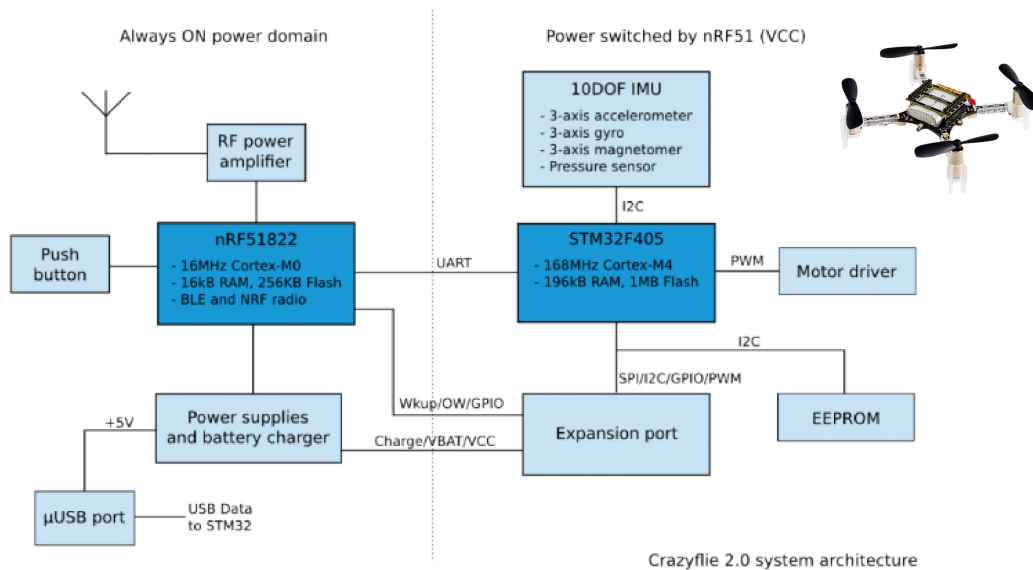 Always ON power domain
Power switched by nRF51 (VCC)
10DOF IMU
- 3-axis accelerometer
- 3-axis gyro
- 3-axis magnetomer
- Pressure sensor
RF power
amplifier
I2C
nRF51822
- 16MHz Cortex-M0
- 16kB RAM, 256KB Flash
- BLE and NRF radio
STM32F405
- 168MHz Cortex-M4
- 196kB RAM, 1MB Flash
Push
button
UART
PWM
Motor driver
I2C
SPI/I2C/GPIO/PWM
Wkup/OW/GPIO
+5V
Power supplies
and battery charger
Charge/VBAT/VCC
Expansion port
EEPROM
µUSB port
USB Data
to STM32
Crazyflie 2.0 system architecture